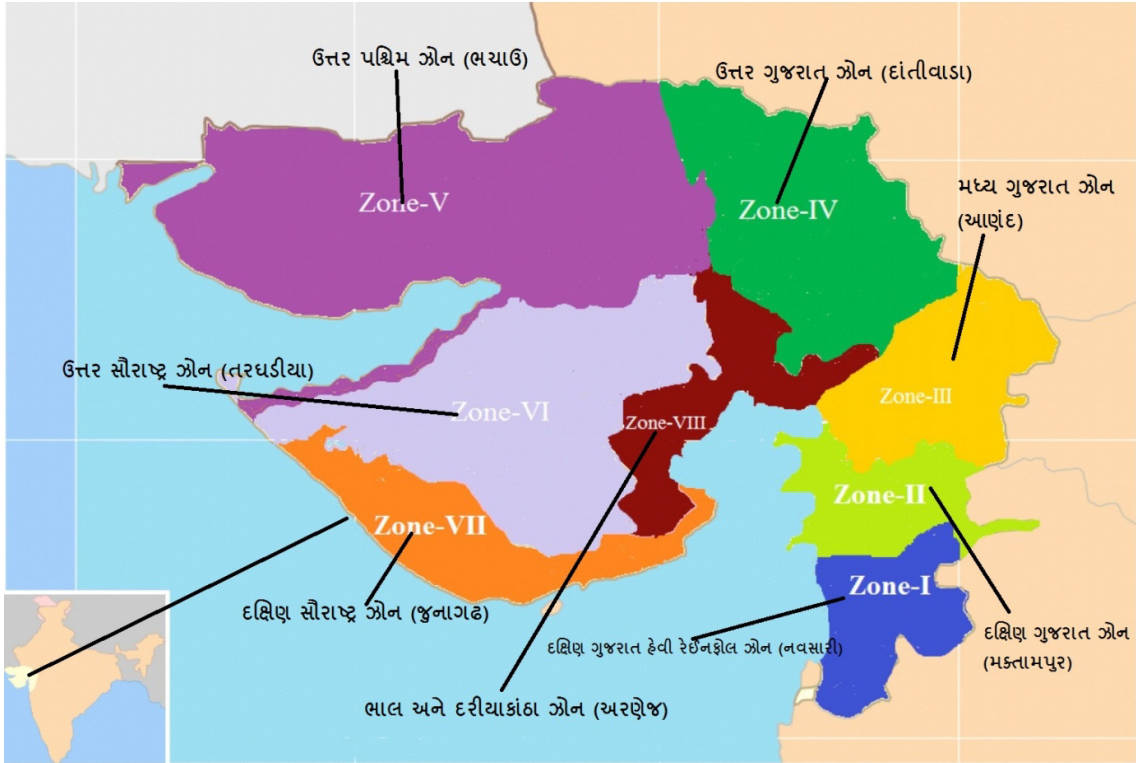 ઉત્તર પશ્ચિમ ઝોન (ભચાઉ)
ઉત્તર ગુજરાત ઝોન (દાંતીવાડા)
મધ્ય ગુજરાત ઝોન
(આણંદ)
Zone-V
Zone-IV
ઉત્તર સૌરાષ્ટ્ર ઝોન (તરઘડીયા)
Zone-VI
Zone-VIII
Zone-III
Zone-VII
Zone-II
Zone-I
દક્ષિણ સૌરાષ્ટ્ર ઝોન (જુનાગઢ)
દક્ષિણ ગુજરાત હેવી રેઈનફોલ ઝોન (નવસારી)
દક્ષિણ ગુજરાત ઝોન
(મક્તામપુર)
ભાલ અને દરીયાકાંઠા ઝોન (અરણેજ)